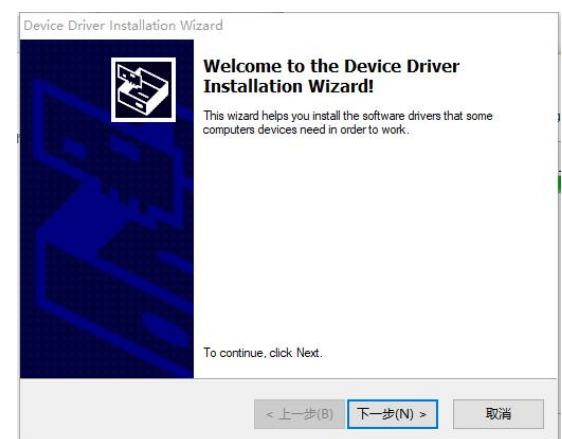 Device Driver Installation Wizard
Welcome to the Device Driver
Installation Wizard!
This wizard helps you install the software drivers that some
computers devices need in order to work.
To continue, click Next.
< 上一步(B) 下一步(N) > 取消